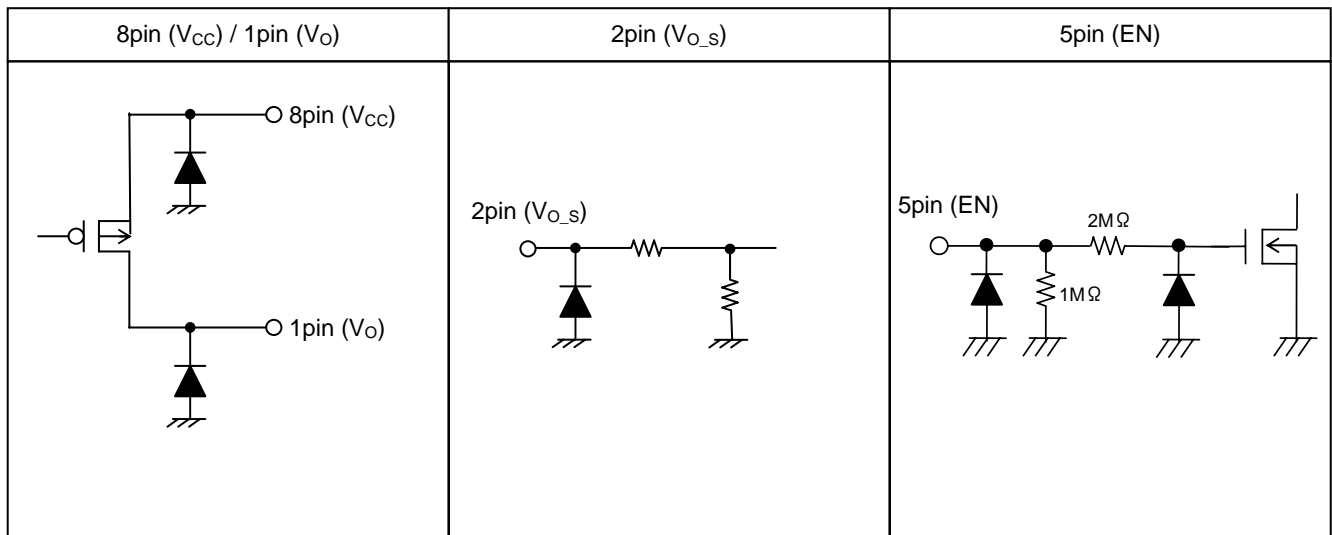 8pin (VCC) / 1pin (VO)
2pin (VO_S)
5pin (EN)
8pin (VCC)
1pin (VO)
2pin (VO_S)
5pin (EN)
2MΩ
1MΩ